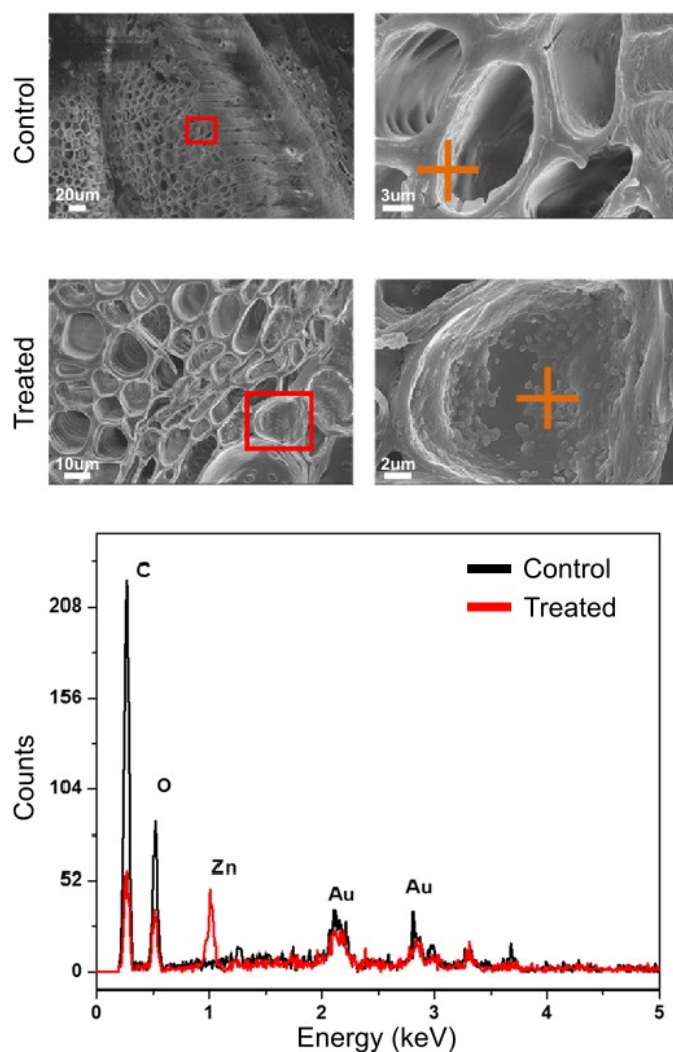 Control
20um
3um
Treated
10um
2um
C
O
Zn
Au
Au
Control
Treated
208
156
104
52
0
Counts
0
1
2
3
4
5
Energy (keV)